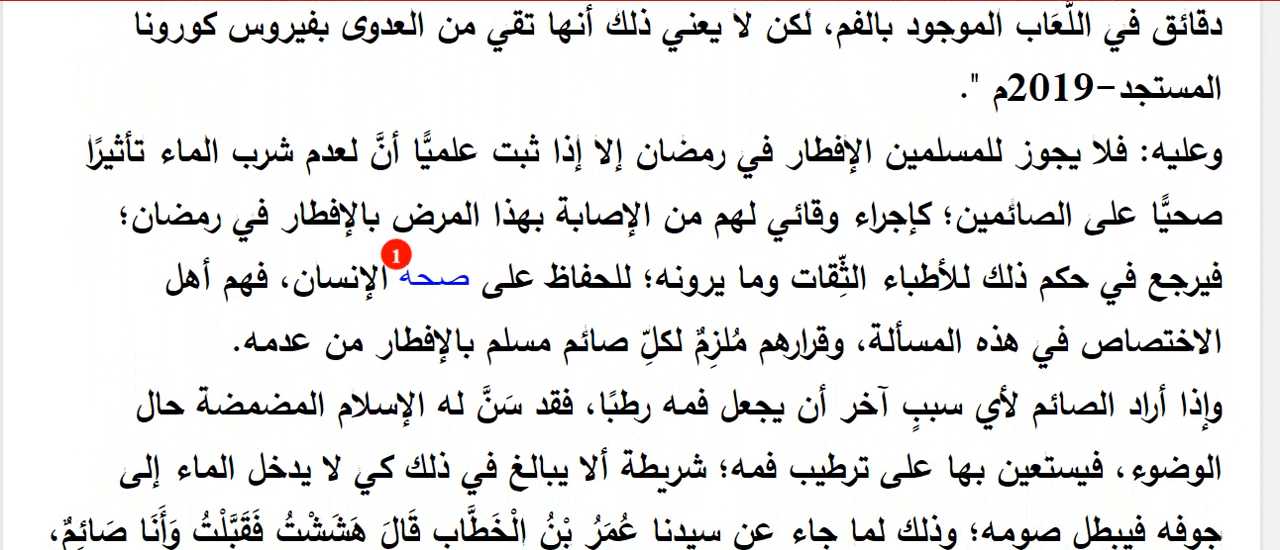 دقائق في اللَّعَاب الموجود بالفم، لكن لا يعني ذلك أنها تقي من العدوى بفيروس كورونا
المستجد-2019م ".
وعليه: فلا يجوز للمسلمين الإفطار في رمضان إلا إذا ثبت علميًّا أنَّ لعدم شرب الماء تأثيرًا
صحيًّا على الصائمين؛ كإجراء وقائي لهم من الإصابة بهذا المرض بالإفطار في رمضان؛
فيرجع في حكم ذلك للأطباء الثِّقات وما يرونه؛ للحفاظ على صحه 1 الإنسان، فهم أهل
الاختصاص في هذه المسألة، وقرارهم مُلزِمٌ لكلِّ صائم مسلم بالإفطار من عدمه.
وإذا أراد الصائم لأي سببٍ آخر أن يجعل فمه رطبًا، فقد سَنَّ له الإسلام المضمضة حال
الوضوء، فيستعين بها على ترطيب فمه؛ شريطة ألا يبالغ في ذلك كي لا يدخل الماء إلى
جوفه فيبطل صومه؛ وذلك لما جاء عن سيدنا عُمَرُ بْنُ الْخَطَّاب قَالَ هَشَشْتُ فَقَبَّلْتُ وَأَنَا صَائِمٌ،